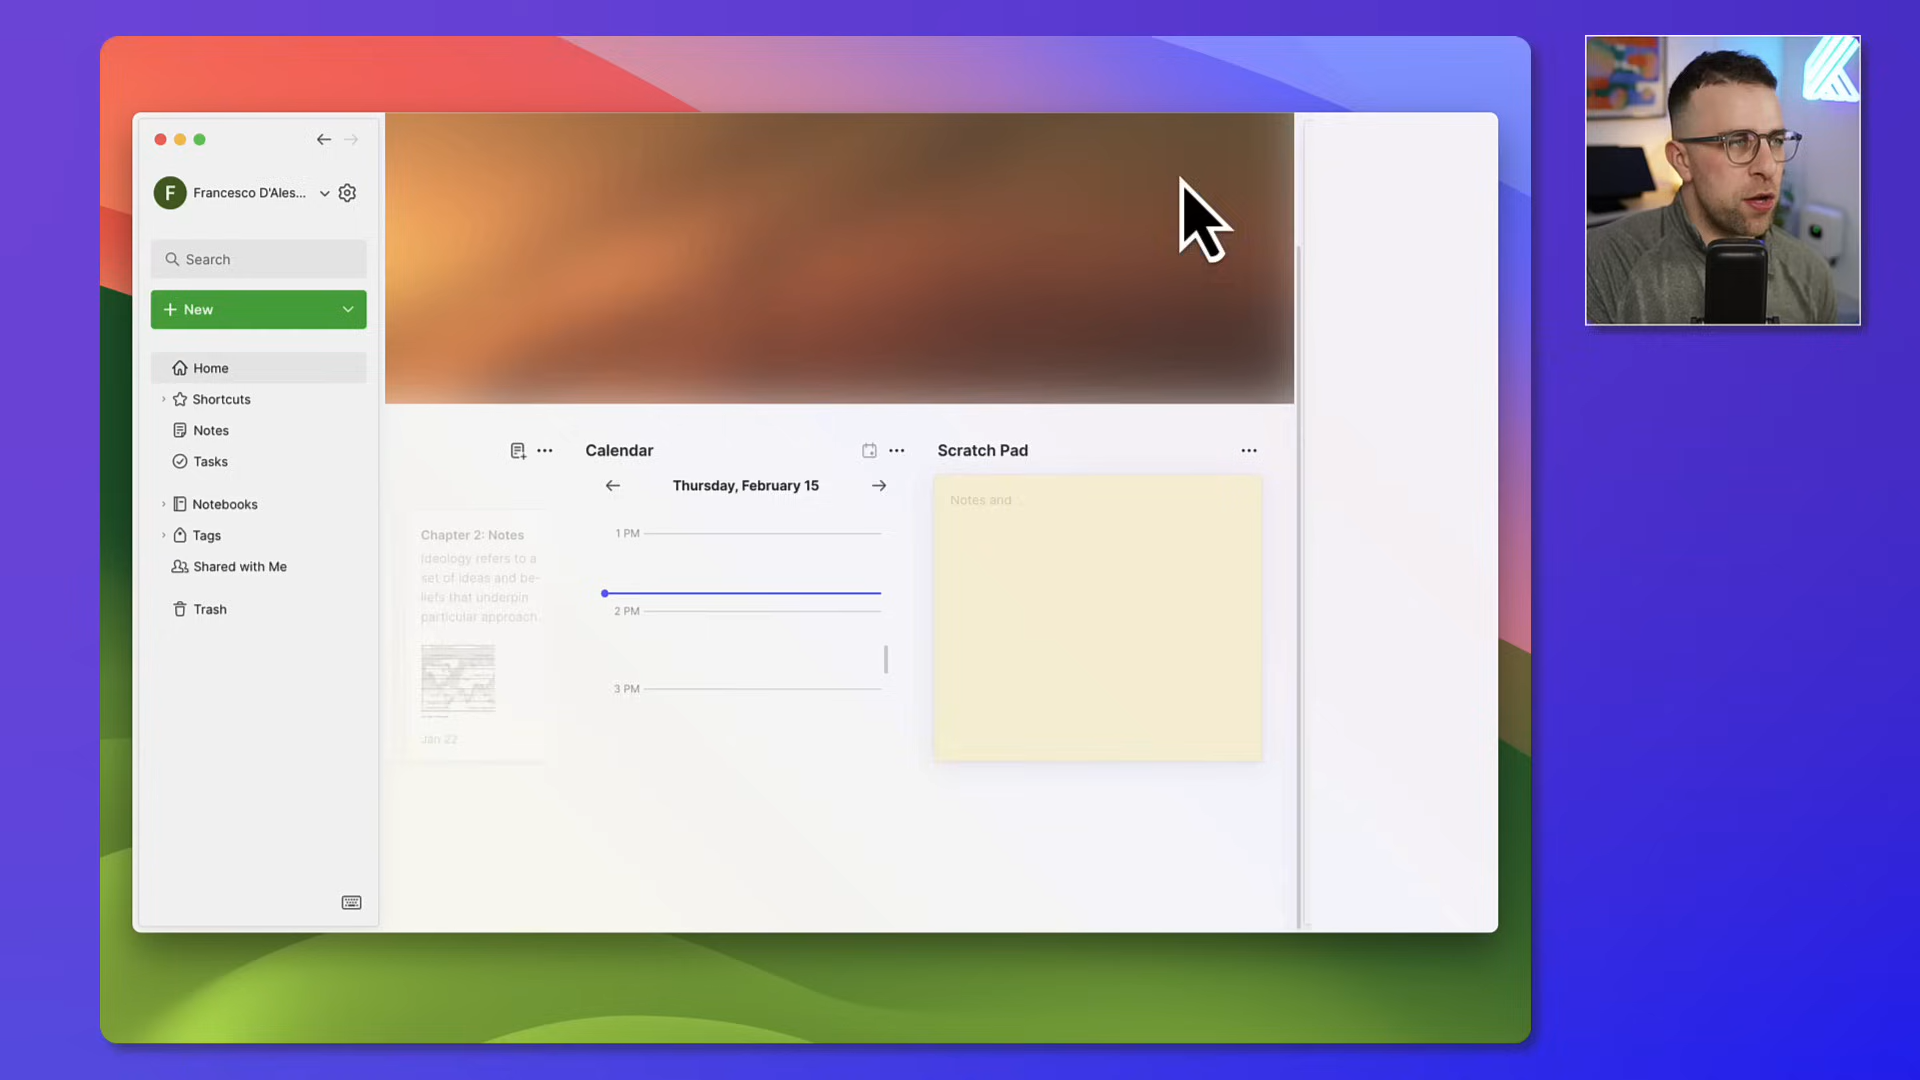 F
Francesco D'Ales...
Search
New
Home
Shortcuts
Notes
Tasks
Notebooks
Tags
Shared with Me
Trash
Chapter 2: Notes
Ideology refers to a
set of ideas and be-
liefs that underpin
particular approach
Jan 22
Calendar
Thursday, February 15
1 PM
2 PM
3 PM
Scratch Pad
Notes and